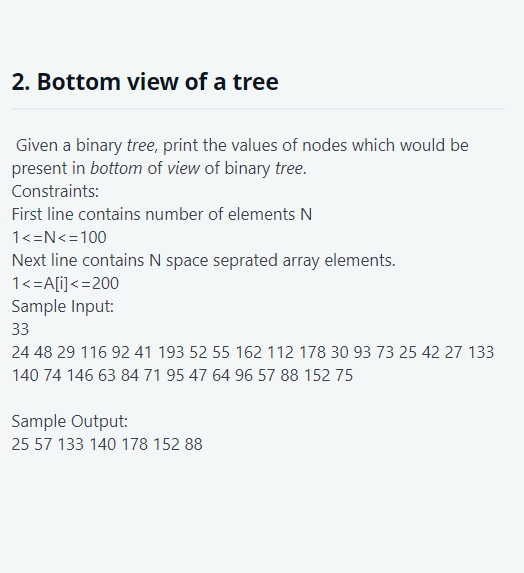 2. Bottom view of a tree
Given a binary tree, print the values of nodes which would be
present in bottom of view of binary tree.
Constraints:
First line contains number of elements N
1<=N<=100
Next line contains N space seprated array elements.
1<=A[i]<=200
Sample Input:
33
24 48 29 116 92 41 193 52 55 162 112 178 30 93 73 25 42 27 133
140 74 146 63 84 71 95 47 64 96 57 88 152 75
Sample Output:
25 57 133 140 178 152 88